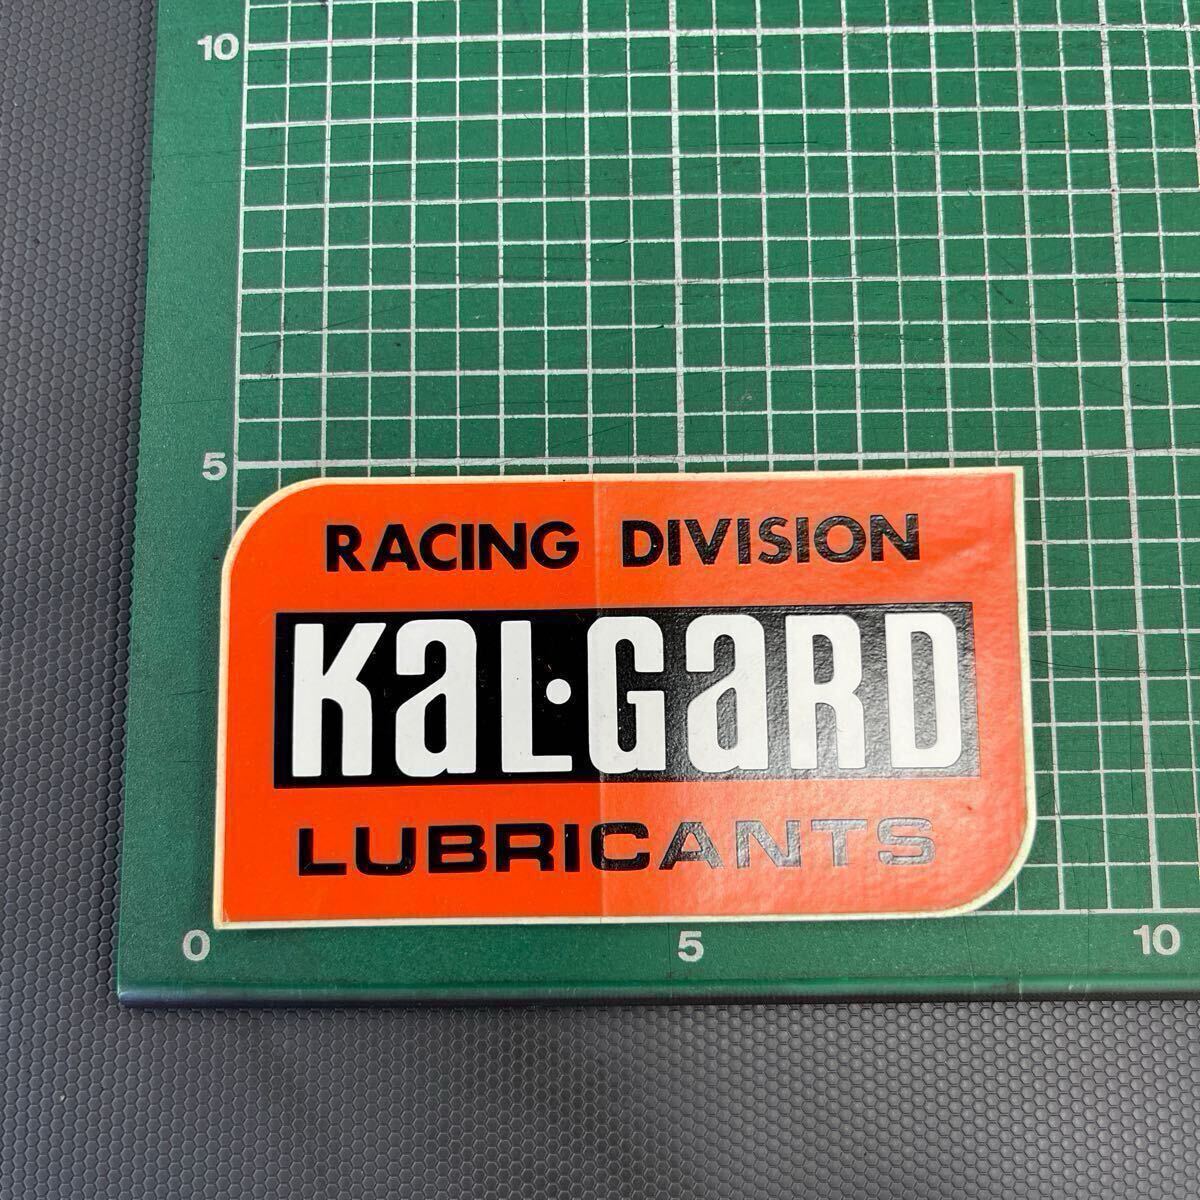 10
5
RACING DIVISION
KaL·GaRD
LUBRICANTS
0 5 10